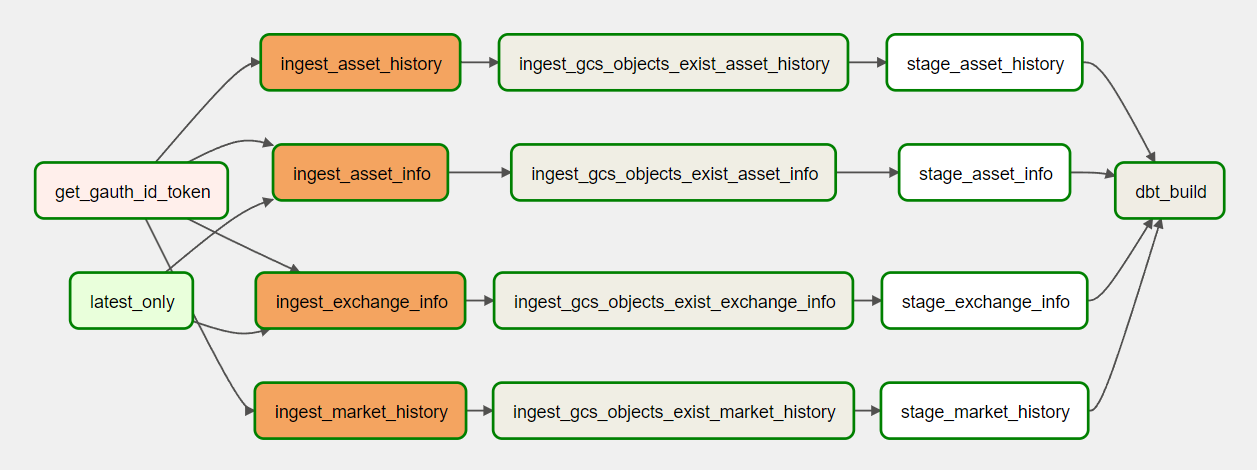 ingest_asset_history
ingest_gcs_objects_exist_asset_history
stage_asset_history
get_gauth_id_token
ingest_asset_info
ingest_gcs_objects_exist_asset_info
stage_asset_info
dbt_build
latest_only
ingest_exchange_info
ingest_gcs_objects_exist_exchange_info
stage_exchange_info
ingest_market_history
ingest_gcs_objects_exist_market_history
stage_market_history